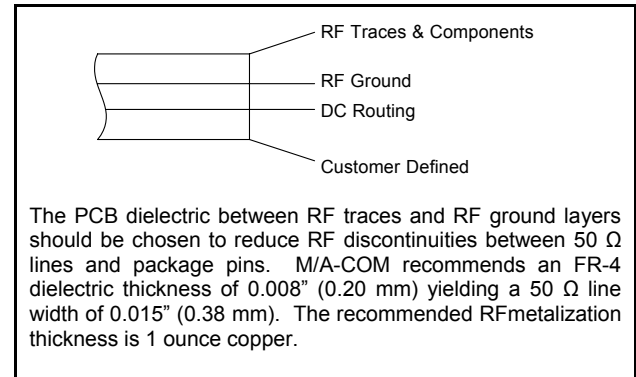 RF Traces & Components
RF Ground
DC Routing
Customer Defined
The PCB dielectric between RF traces and RF ground layers
should be chosen to reduce RF discontinuities between 50 Ω
lines and package pins. M/A-COM recommends an FR-4
dielectric thickness of 0.008” (0.20 mm) yielding a 50 Ω line
width of 0.015” (0.38 mm). The recommended RFmetalization
thickness is 1 ounce copper.